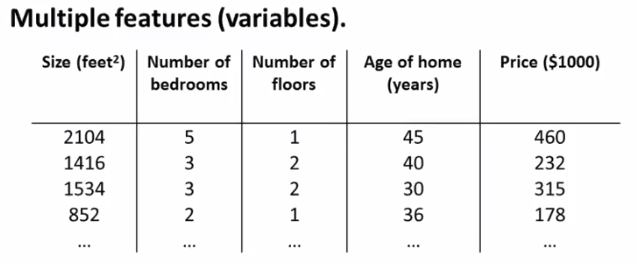 Multiple features (variables).
Size (feet²) Number of bedrooms Number of floors Age of home (years) Price ($1000)
2104 5 1 45 460
1416 3 2 40 232
1534 3 2 30 315
852 2 1 36 178
... ... ... ... ...